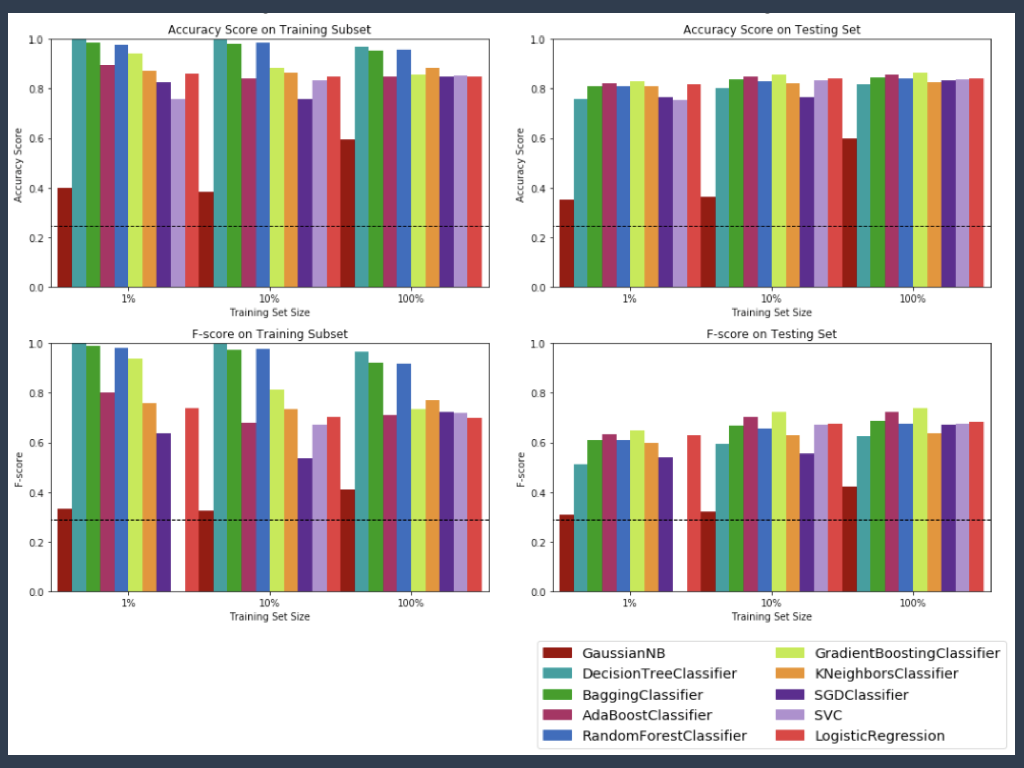 Accuracy Score on Training Subset
Accuracy Score
1.0
0.8
0.6
0.4
0.2
0.0
1%
10%
100%
Training Set Size
Accuracy Score on Testing Set
Accuracy Score
1.0
0.8
0.6
0.4
0.2
0.0
1%
10%
100%
Training Set Size
F-score on Training Subset
F-score
1.0
0.8
0.6
0.4
0.2
0.0
1%
10%
100%
Training Set Size
F-score on Testing Set
F-score
1.0
0.8
0.6
0.4
0.2
0.0
1%
10%
100%
Training Set Size
GaussianNB
DecisionTreeClassifier
BaggingClassifier
AdaBoostClassifier
RandomForestClassifier
GradientBoostingClassifier
KNeighborsClassifier
SGDClassifier
SVC
LogisticRegression